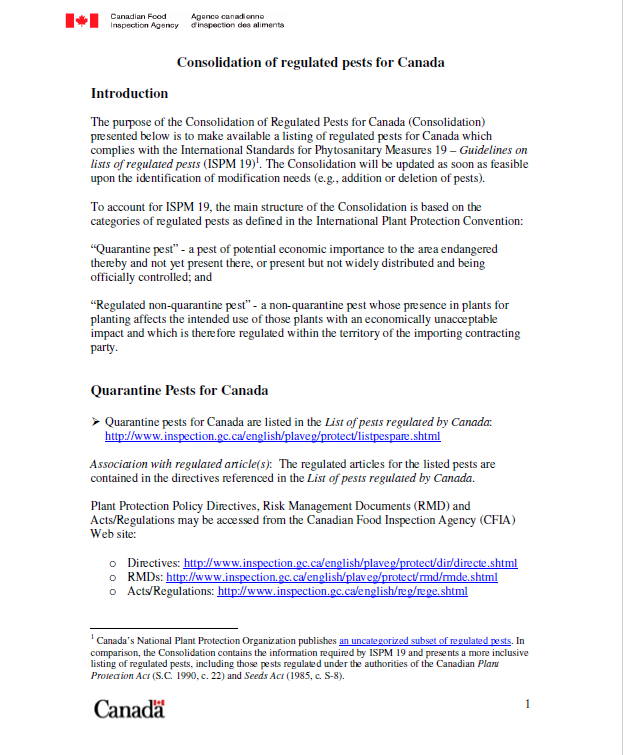 Canadian Food Agence canadienne
Inspection Agency d'inspection des aliments
Consolidation of regulated pests for Canada
Introduction
The purpose of the Consolidation of Regulated Pests for Canada (Consolidation)
presented below is to make available a listing of regulated pests for Canada which
complies with the International Standards for Phytosanitary Measures 19 – Guidelines on
lists of regulated pests (ISPM 19)1. The Consolidation will be updated as soon as feasible
upon the identification of modification needs (e.g., addition or deletion of pests).
To account for ISPM 19, the main structure of the Consolidation is based on the
categories of regulated pests as defined in the International Plant Protection Convention:
“Quarantine pest” - a pest of potential economic importance to the area endangered
thereby and not yet present there, or present but not widely distributed and being
officially controlled; and
“Regulated non-quarantine pest” - a non-quarantine pest whose presence in plants for
planting affects the intended use of those plants with an economically unacceptable
impact and which is therefore regulated within the territory of the importing contracting
party.
Quarantine Pests for Canada
➢ Quarantine pests for Canada are listed in the List of pests regulated by Canada:
http://www.inspection.gc.ca/english/plaveg/protect/listpespare.shtml
Association with regulated article(s): The regulated articles for the listed pests are
contained in the directives referenced in the List of pests regulated by Canada.
Plant Protection Policy Directives, Risk Management Documents (RMD) and
Acts/Regulations may be accessed from the Canadian Food Inspection Agency (CFIA)
Web site:
o Directives: http://www.inspection.gc.ca/english/plaveg/protect/dir/directe.shtml
o RMDs: http://www.inspection.gc.ca/english/plaveg/protect/rmd/rmde.shtml
o Acts/Regulations: http://www.inspection.gc.ca/english/reg/rege.shtml
1 Canada’s National Plant Protection Organization publishes an uncategorized subset of regulated pests. In
comparison, the Consolidation contains the information required by ISPM 19 and presents a more inclusive
listing of regulated pests, including those pests regulated under the authorities of the Canadian Plant
Protection Act (S.C. 1990, c. 22) and Seeds Act (1985, c. S-8).
Canada
1